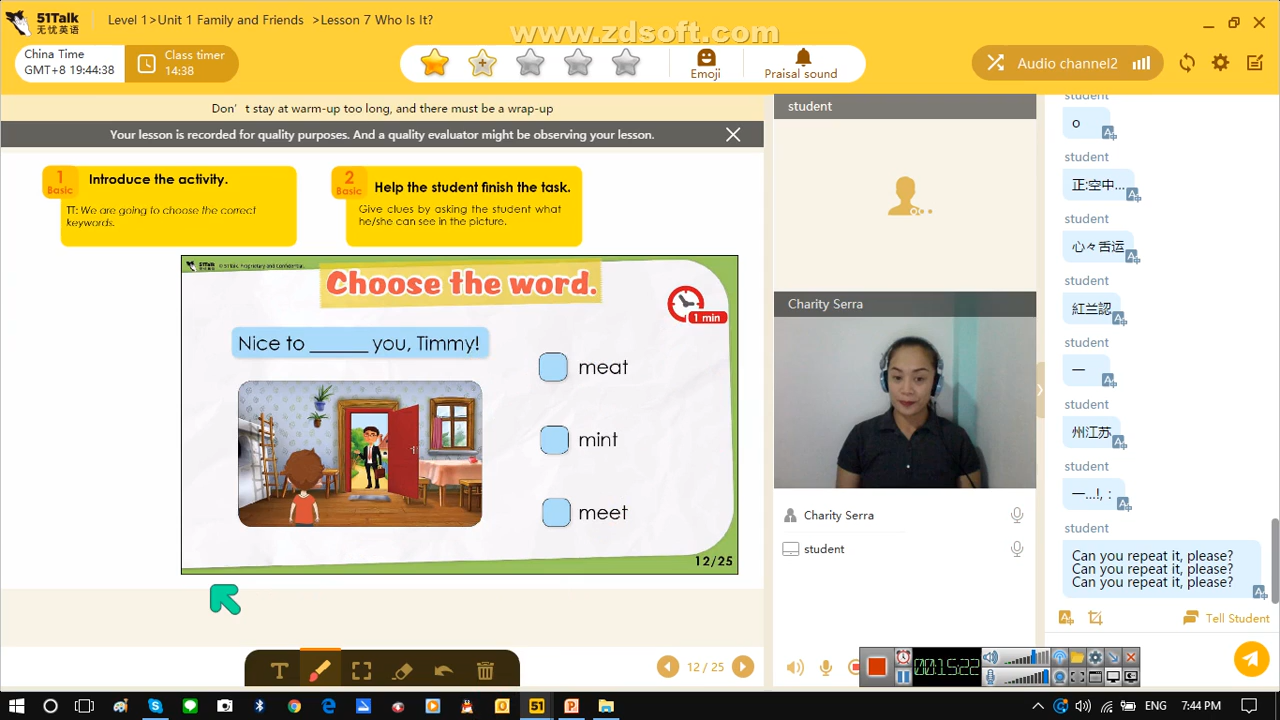 51Talk
无忧英语
Level 1>Unit 1 Family and Friends >Lesson 7 Who Is It?
www.zdsoft.com
China Time
GMT+8 19:44:38
Class timer
14:38
Emoji
Praisal sound
Audio channel2
Don't stay at warm-up too long, and there must be a wrap-up
Your lesson is recorded for quality purposes. And a quality evaluator might be observing your lesson.
1
Basic
Introduce the activity.
TT: We are going to choose the correct
keywords.
2
Basic
Help the student finish the task.
Give clues by asking the student what
he/she can see in the picture.
51Talk
© 51Talk. Proprietary and Confidential.
Choose the word.
1 min
Nice to ______ you, Timmy!
meat
mint
meet
12/25
T
12 / 25
student
Charity Serra
Charity Serra
student
student
o
student
正:空中...
student
心々舌运
student
紅兰認
student
一
student
州江苏
student
一...!, :
student
Can you repeat it, please?
Can you repeat it, please?
Can you repeat it, please?
Tell Student
00:15:22
51
ENG
7:44 PM